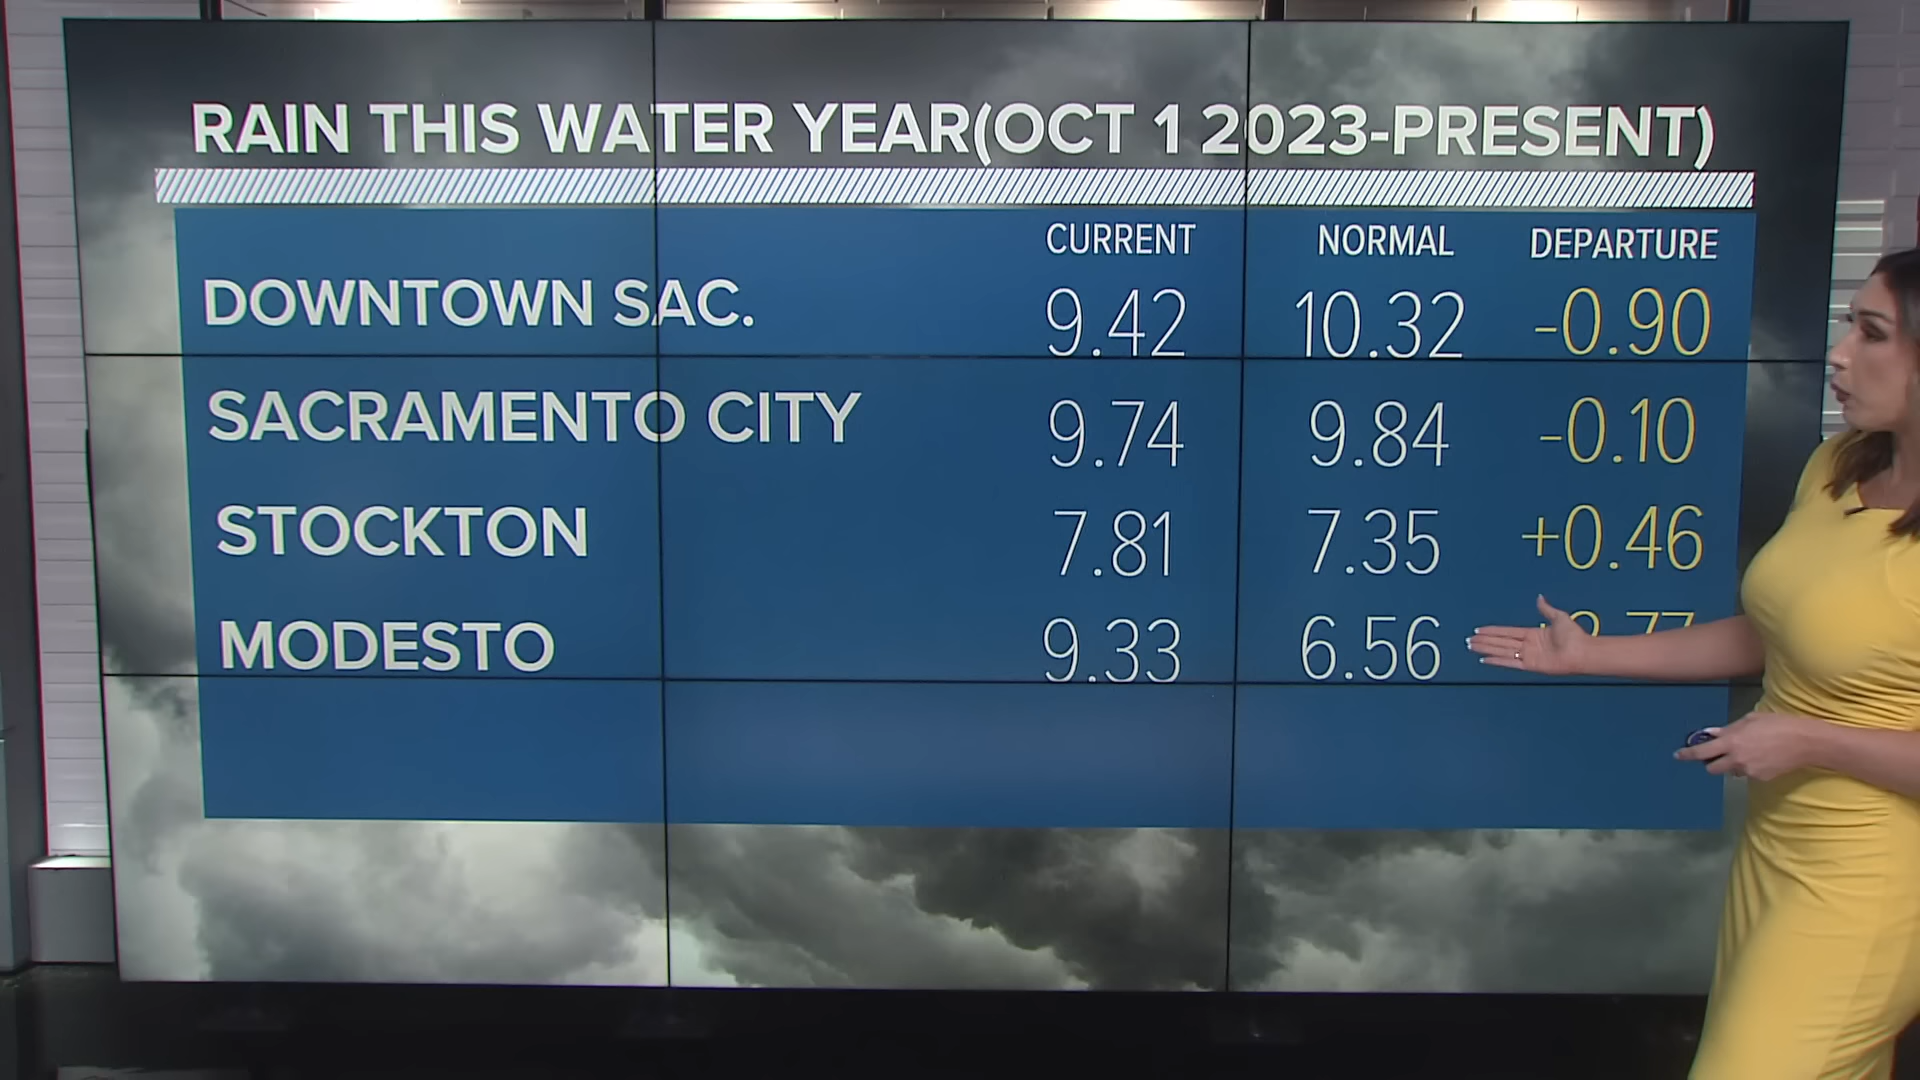 RAIN THIS WATER YEAR(OCT 1 2023-PRESENT)
CURRENT NORMAL DEPARTURE
DOWNTOWN SAC. 9.42 10.32 -0.90
SACRAMENTO CITY 9.74 9.84 -0.10
STOCKTON 7.81 7.35 +0.46
MODESTO 9.33 6.56